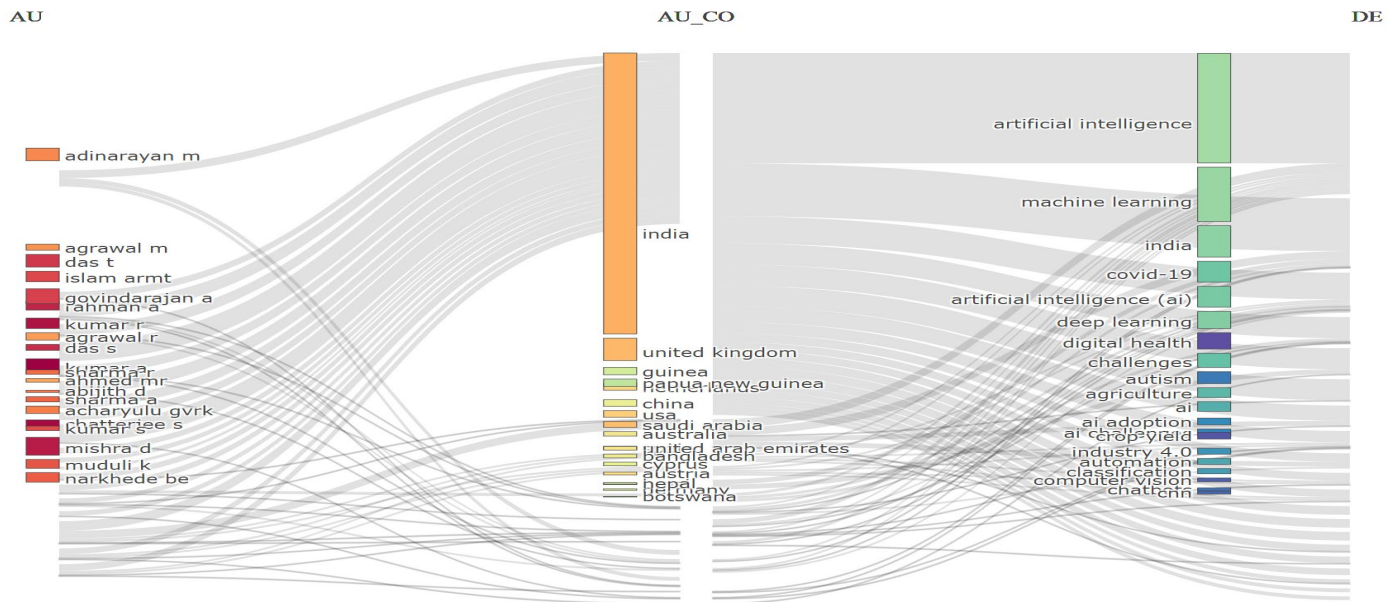 AU
AU_CO
DE
adinarayan m
agrawal m
das t
islam armt
govindarajan a
rahman a
kumar r
agrawal r
das s
kumar a
sharma r
ahmed mr
abhijith d
sharma a
acharyulu gvrk
chatterjee s
kumar s
mishra d
muduli k
narkhede be
india
united kingdom
guinea
papua new guinea
china
usa
saudi arabia
australia
united arab emirates
bangladesh
cyprus
austria
nepal
germany
botswana
artificial intelligence
machine learning
india
covid-19
artificial intelligence (ai)
deep learning
digital health
challenges
autism
agriculture
ai
ai adoption
crop yield
industry 4.0
automation
classification
computer vision
chatbot
cnn